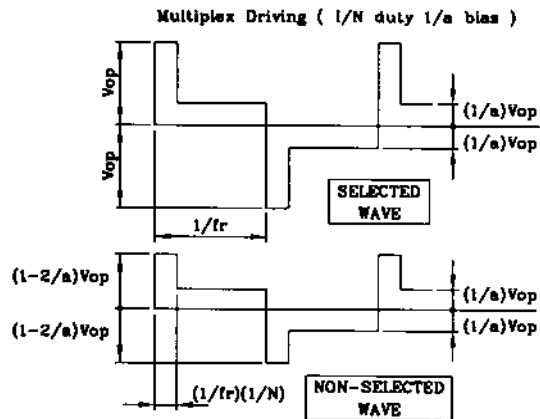 Multiplex Driving ( 1/N duty 1/a bias )
Vop
(1/a)Vop
Vop
(1/a)Vop
SELECTED
WAVE
1/fr
(1-2/a)Vop
(1/a)Vop
(1-2/a)Vop
(1/a)Vop
(1/fr)(1/N)
NON-SELECTED
WAVE